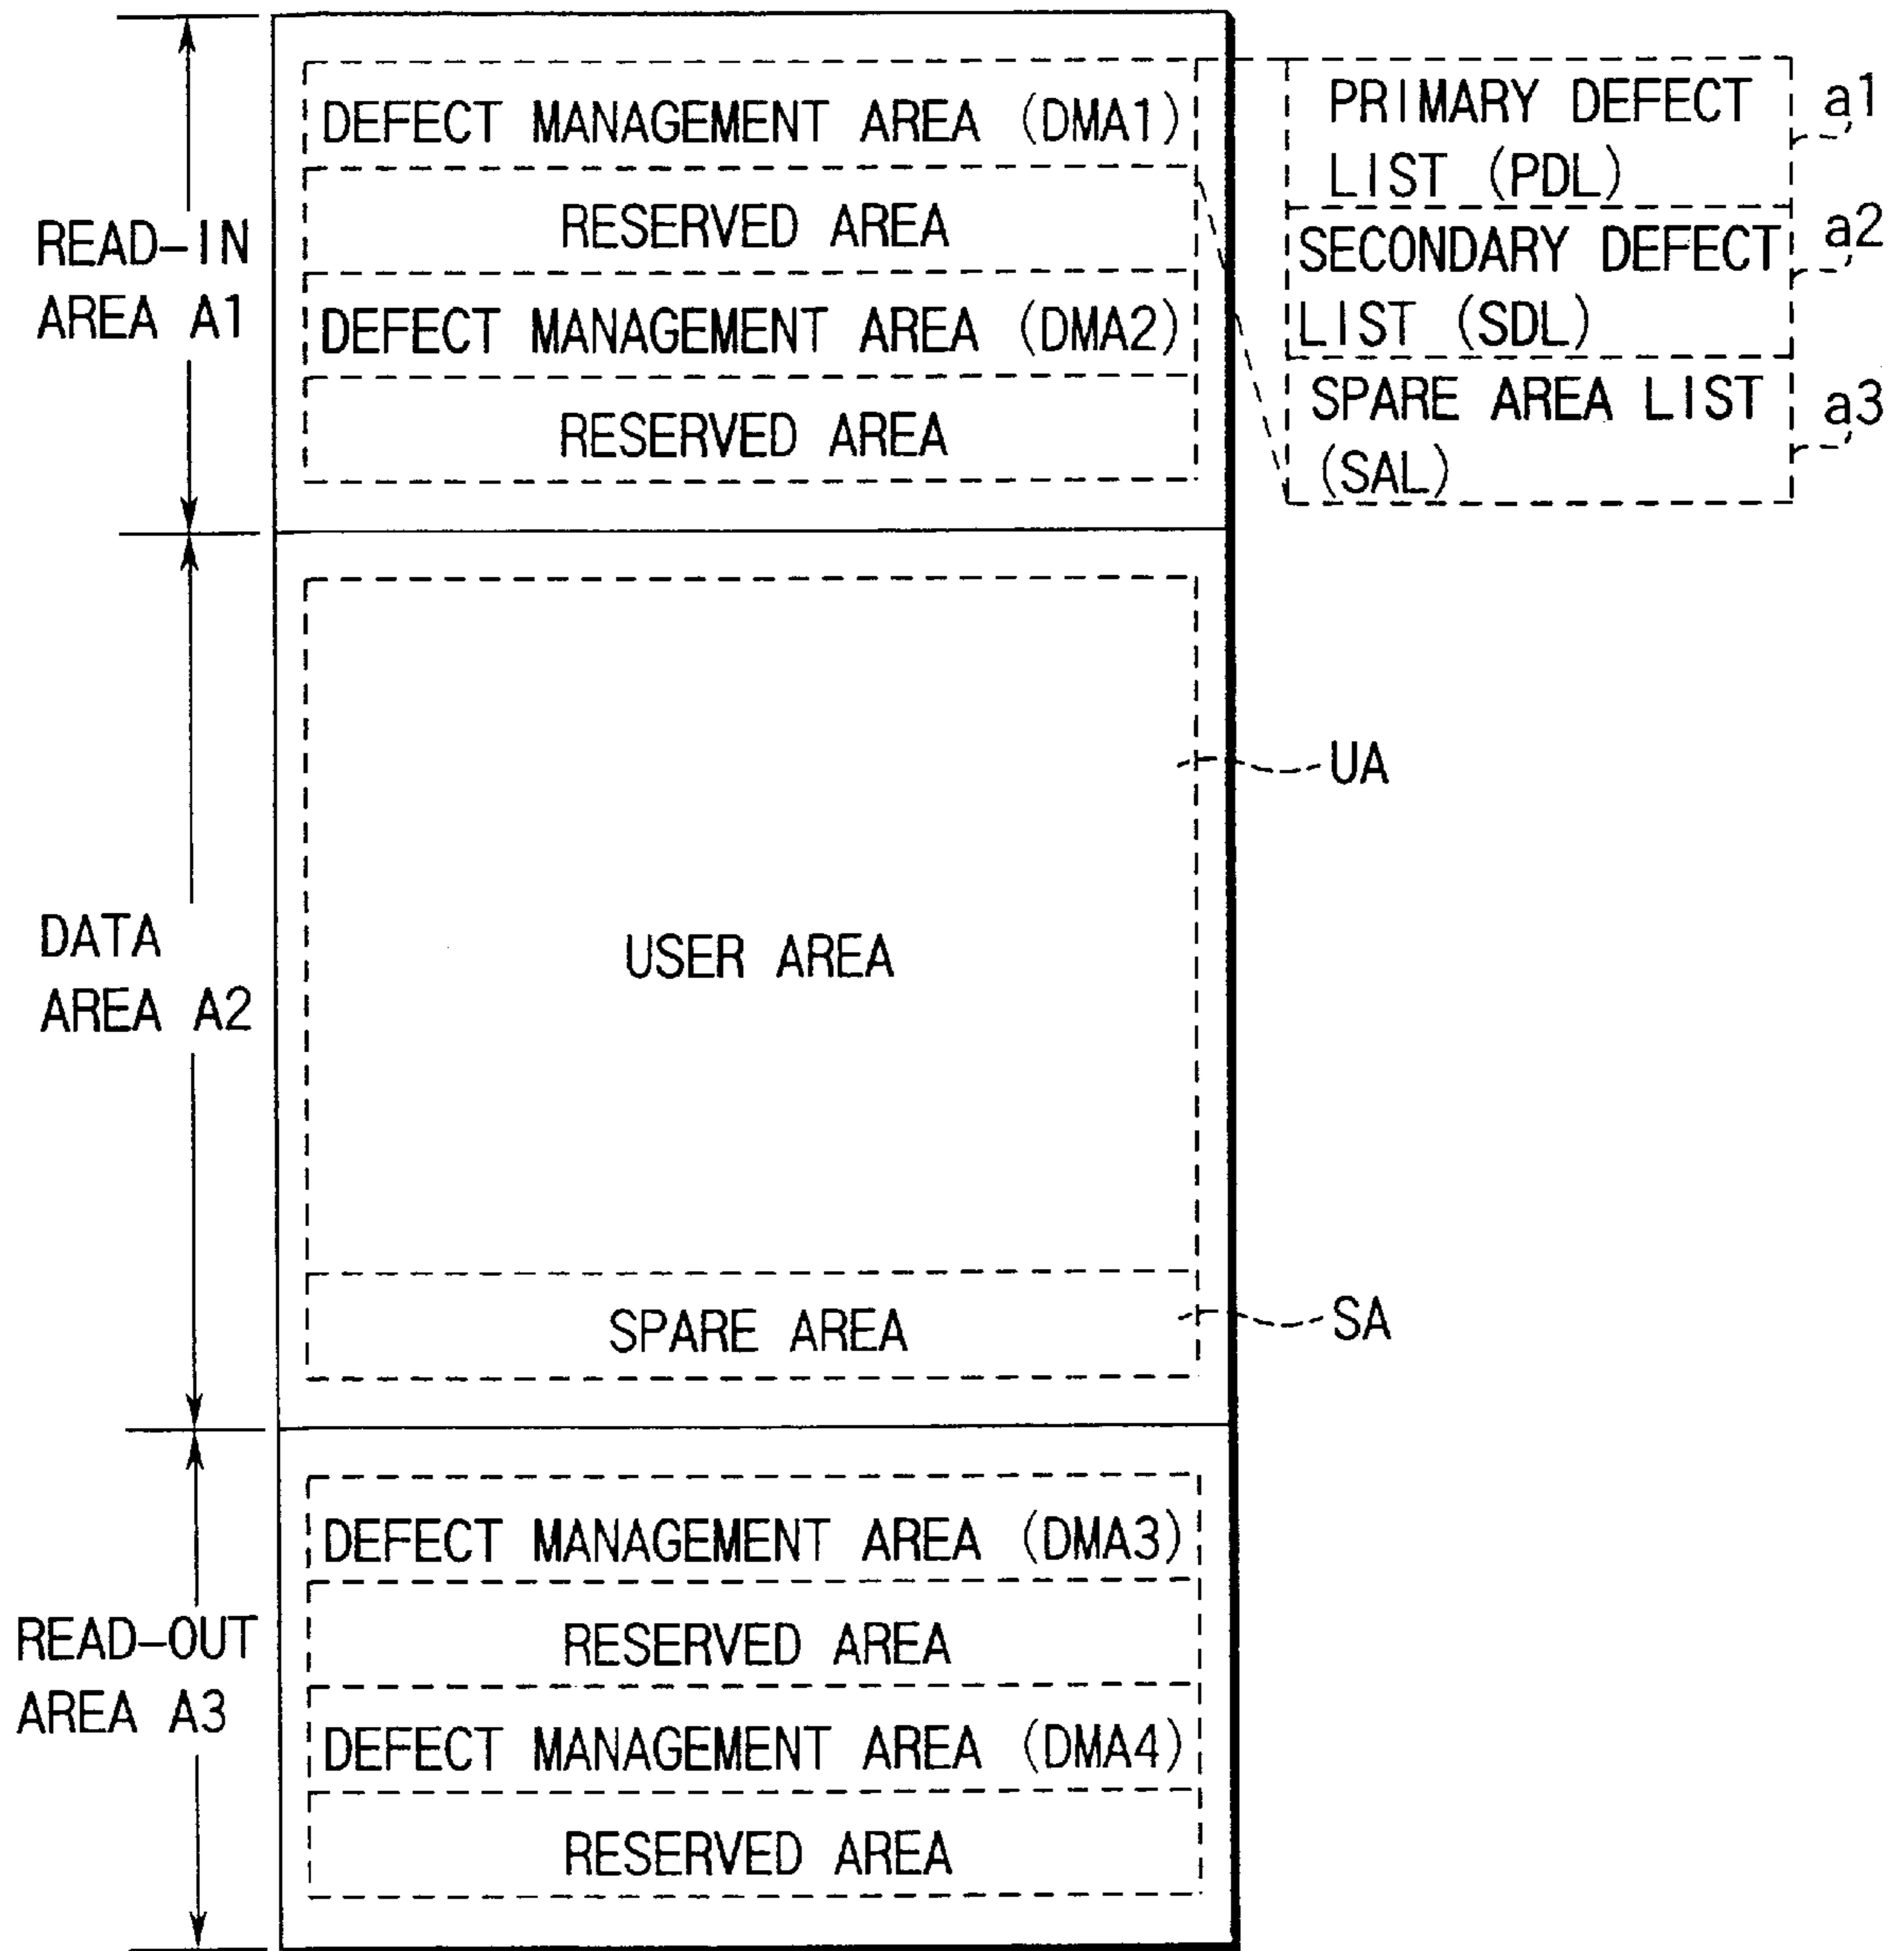 READ-IN
AREA A1
DEFECT MANAGEMENT AREA (DMA1)
RESERVED AREA
DEFECT MANAGEMENT AREA (DMA2)
RESERVED AREA
PRIMARY DEFECT
LIST (PDL)
a1
SECONDARY DEFECT
LIST (SDL)
a2
SPARE AREA LIST
(SAL)
a3
DATA
AREA A2
USER AREA
UA
SPARE AREA
SA
READ-OUT
AREA A3
DEFECT MANAGEMENT AREA (DMA3)
RESERVED AREA
DEFECT MANAGEMENT AREA (DMA4)
RESERVED AREA